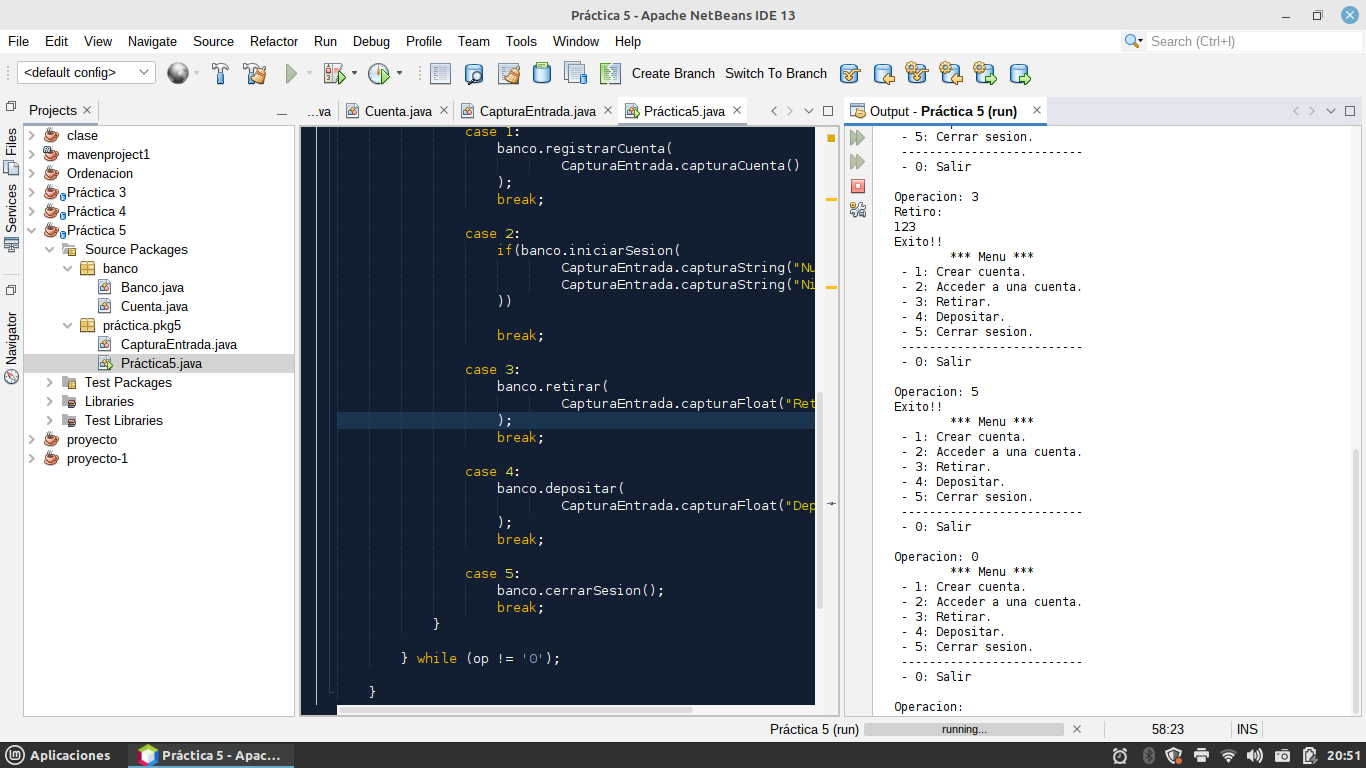 Práctica 5 - Apache NetBeans IDE 13
File Edit View Navigate Source Refactor Run Debug Profile Team Tools Window Help
Search (Ctrl+I)
<default config>
Create Branch Switch To Branch
Files
Services
Navigator
Projects
clase
mavenproject1
Ordenacion
Práctica 3
Práctica 4
Práctica 5
Source Packages
banco
Banco.java
Cuenta.java
práctica.pkg5
CapturaEntrada.java
Práctica5.java
Test Packages
Libraries
Test Libraries
proyecto
proyecto-1
...va Cuenta.java CapturaEntrada.java Práctica5.java
case 1:
banco.registrarCuenta(
CapturaEntrada.capturaCuenta()
);
break;
case 2:
if(banco.iniciarSesion(
CapturaEntrada.capturaString("Nu
CapturaEntrada.capturaString("Ni
))
break;
case 3:
banco.retirar(
CapturaEntrada.capturaFloat("Ret
);
break;
case 4:
banco.depositar(
CapturaEntrada.capturaFloat("Dep
);
break;
case 5:
banco.cerrarSesion();
break;
}
} while (op != '0');
}
Output - Práctica 5 (run)
- 5: Cerrar sesion.
-------------------------
- 0: Salir
Operacion: 3
Retiro:
123
Exito!!
*** Menu ***
- 1: Crear cuenta.
- 2: Acceder a una cuenta.
- 3: Retirar.
- 4: Depositar.
- 5: Cerrar sesion.
-------------------------
- 0: Salir
Operacion: 5
Exito!!
*** Menu ***
- 1: Crear cuenta.
- 2: Acceder a una cuenta.
- 3: Retirar.
- 4: Depositar.
- 5: Cerrar sesion.
-------------------------
- 0: Salir
Operacion: 0
*** Menu ***
- 1: Crear cuenta.
- 2: Acceder a una cuenta.
- 3: Retirar.
- 4: Depositar.
- 5: Cerrar sesion.
-------------------------
- 0: Salir
Operacion:
Práctica 5 (run) running... 58:23 INS
Aplicaciones Práctica 5 - Apac... 20:51